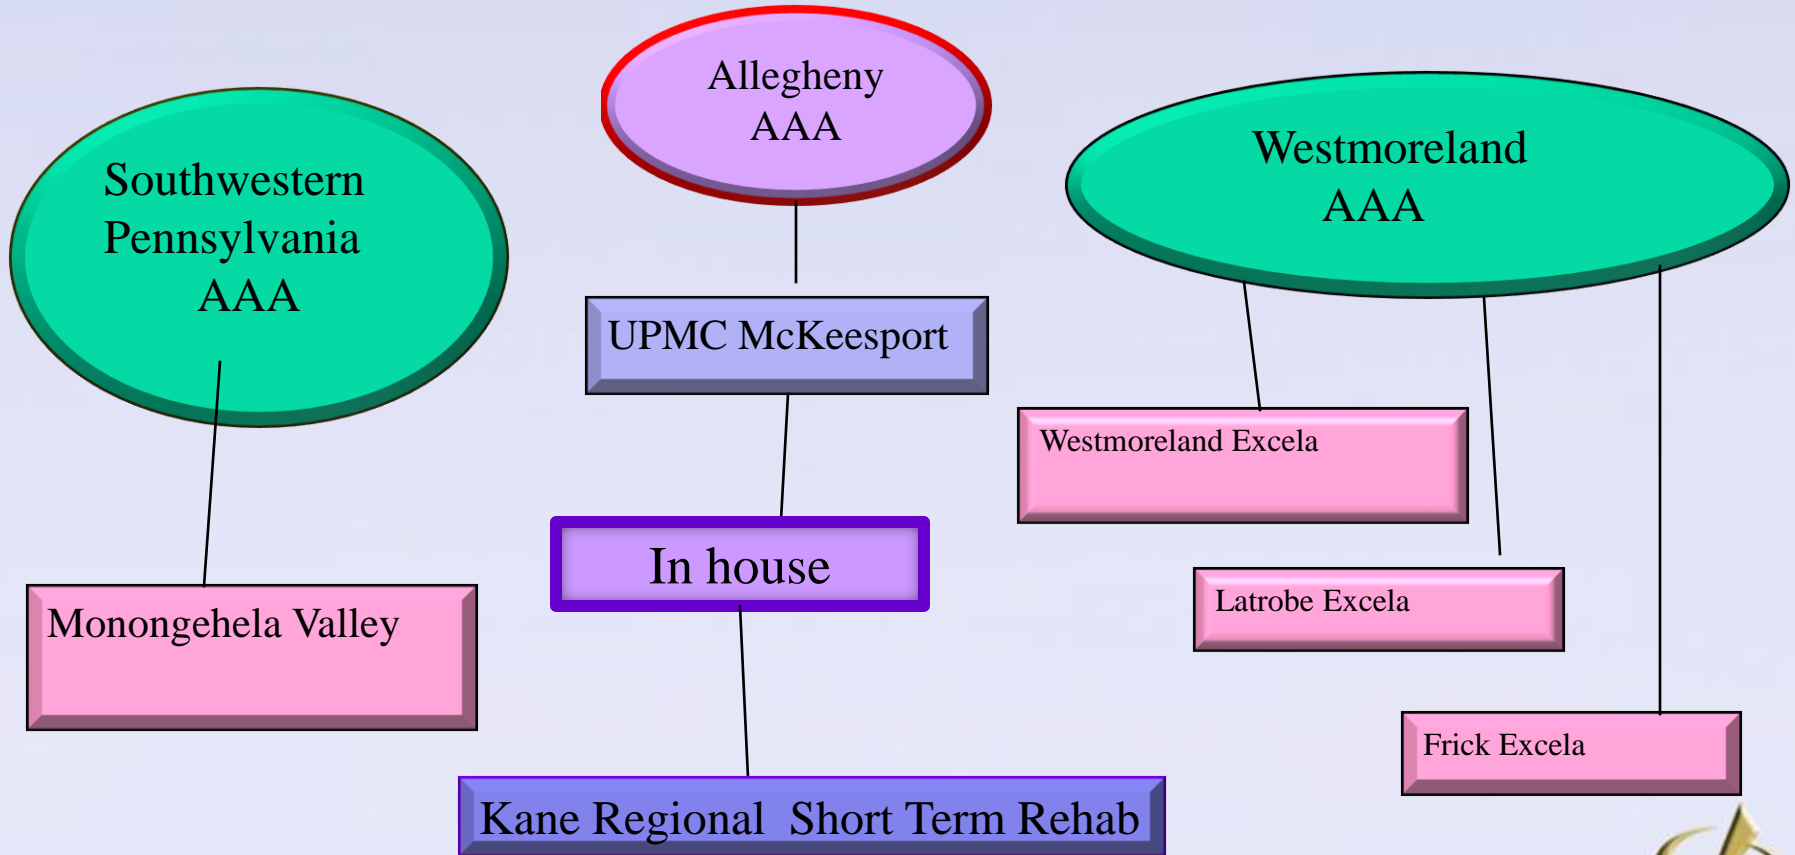 Southwestern
Pennsylvania
AAA
Allegheny
AAA
Westmoreland
AAA
UPMC McKeesport
Westmoreland Excela
In house
Latrobe Excela
Monongehela Valley
Frick Excela
Kane Regional  Short Term Rehab